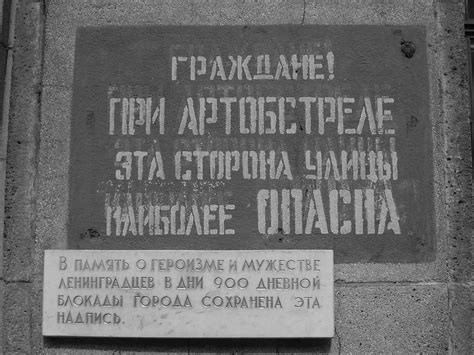 ГРАЖДАНЕ!
ПРИ АРТОБСТРЕЛЕ
ЭТА СТОРОНА УЛИЦЫ
НАИБОЛЕЕ ОПАСНА
В ПАМЯТЬ О ГЕРОИЗМЕ И МУЖЕСТВЕ
ЛЕНИНГРАДЦЕВ В ДНИ 900 ДНЕВНОЙ
БЛОКАДЫ ГОРОДА СОХРАНЕНА ЭТА
НАДПИСЬ.